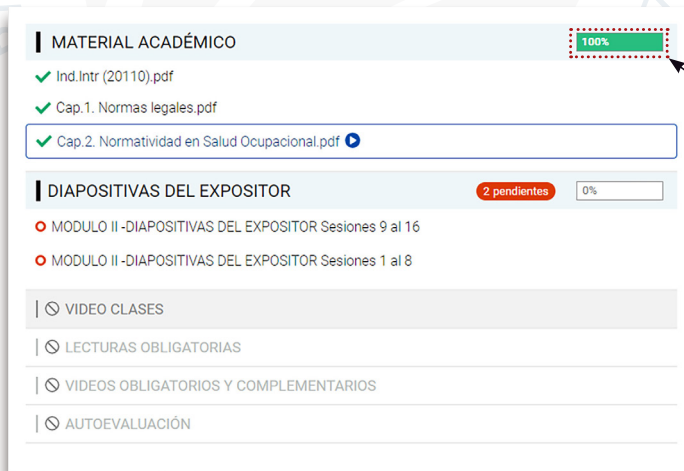 MATERIAL ACADÉMICO 100%
Ind.Intr (20110).pdf
Cap.1. Normas legales.pdf
Cap.2. Normatividad en Salud Ocupacional.pdf
DIAPOSITIVAS DEL EXPOSITOR 2 pendientes 0%
MODULO II -DIAPOSITIVAS DEL EXPOSITOR Sesiones 9 al 16
MODULO II -DIAPOSITIVAS DEL EXPOSITOR Sesiones 1 al 8
VIDEO CLASES
LECTURAS OBLIGATORIAS
VIDEOS OBLIGATORIOS Y COMPLEMENTARIOS
AUTOEVALUACIÓN